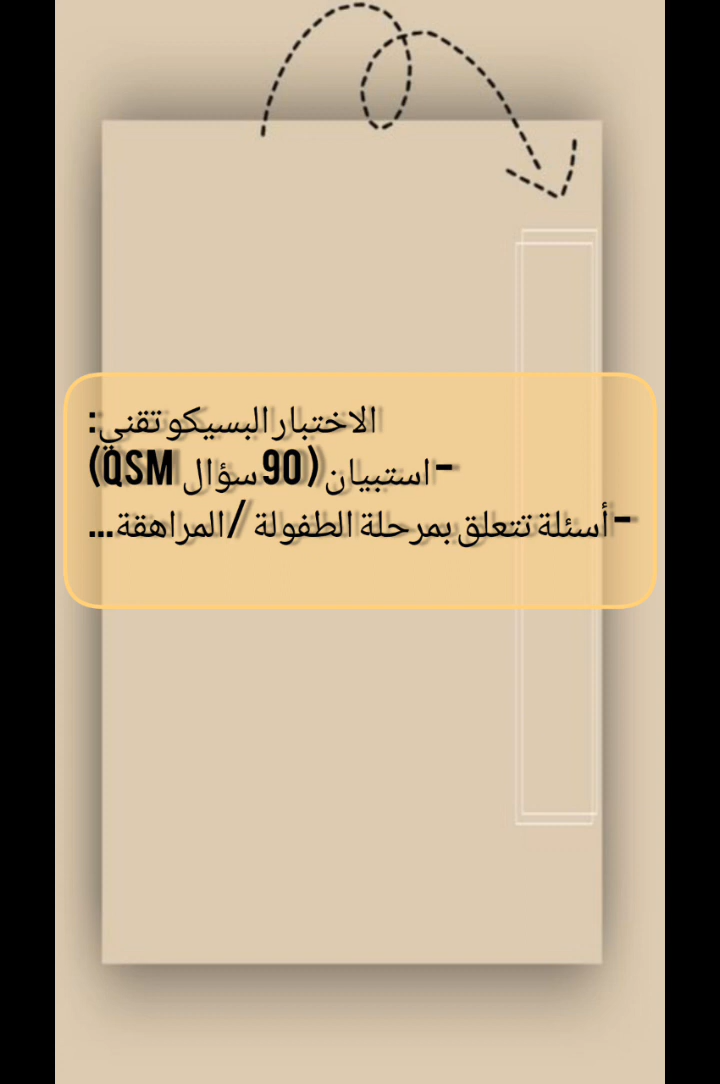 الاختبار البسيكو تقني:
- استبيان (90 سؤال QSM)
- أسئلة تتعلق بمرحلة الطفولة /المراهقة...